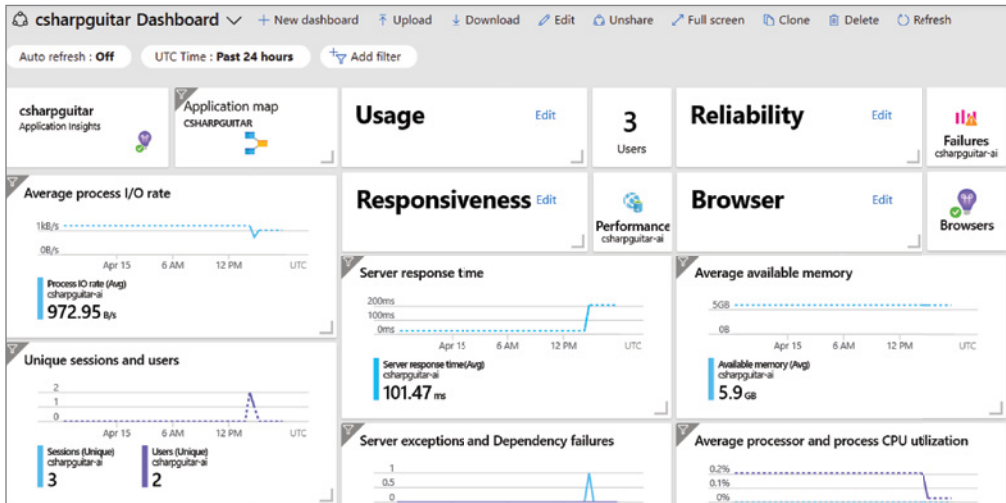 csharpguitar Dashboard
New dashboard Upload Download Edit Unshare Full screen Clone Delete Refresh
Auto refresh : Off UTC Time : Past 24 hours Add filter
csharpguitar
Application Insights
Application map
CSHARPGUITAR
Usage Edit
3
Users
Reliability Edit
Failures
csharpguitar-ai
Responsiveness Edit
Performance
csharpguitar-ai
Browser Edit
Browsers
Average process I/O rate
1kB/s
0B/s
Apr 15 6 AM 12 PM UTC
Process IO rate (Avg)
csharpguitar-ai
972.95 B/s
Server response time
200ms
100ms
0ms
Apr 15 6 AM 12 PM UTC
Server response time(Avg)
csharpguitar-ai
101.47 ms
Average available memory
5GB
0B
Apr 15 6 AM 12 PM UTC
Available memory (Avg)
csharpguitar-ai
5.9 GB
Unique sessions and users
2
1
0
Apr 15 6 AM 12 PM UTC
Sessions (Unique)
csharpguitar-ai
3
Users (Unique)
csharpguitar-ai
2
Server exceptions and Dependency failures
1
0.5
0
Average processor and process CPU utilization
0.2%
0.1%
0%